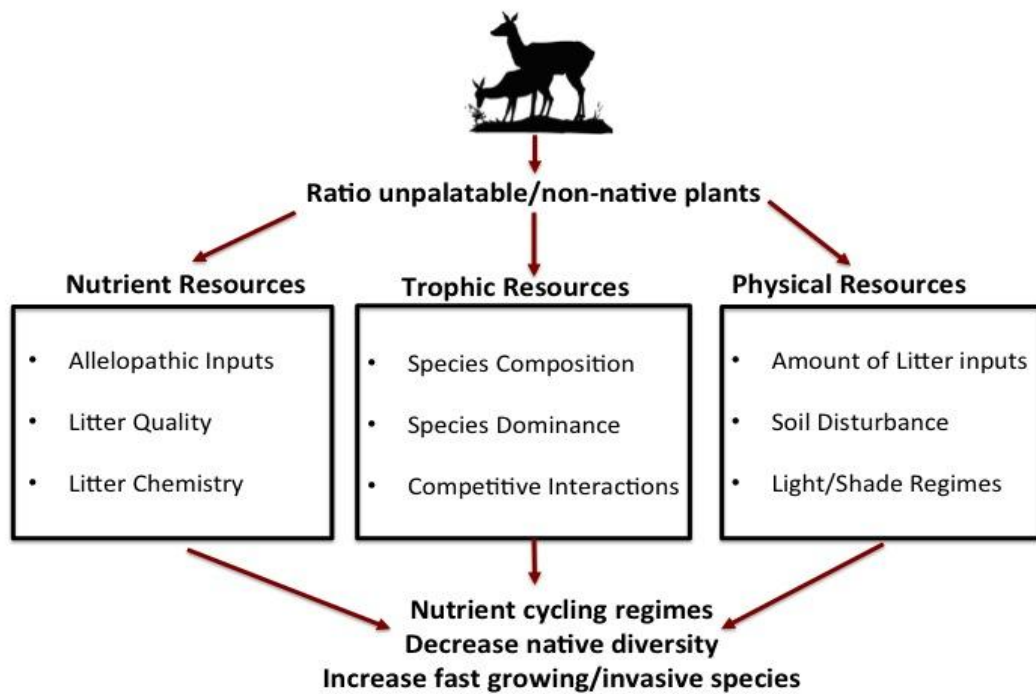 Ratio unpalatable/non-native plants
Nutrient Resources
• Allelopathic Inputs
• Litter Quality
• Litter Chemistry
Trophic Resources
• Species Composition
• Species Dominance
• Competitive Interactions
Physical Resources
• Amount of Litter inputs
• Soil Disturbance
• Light/Shade Regimes
Nutrient cycling regimes
Decrease native diversity
Increase fast growing/invasive species